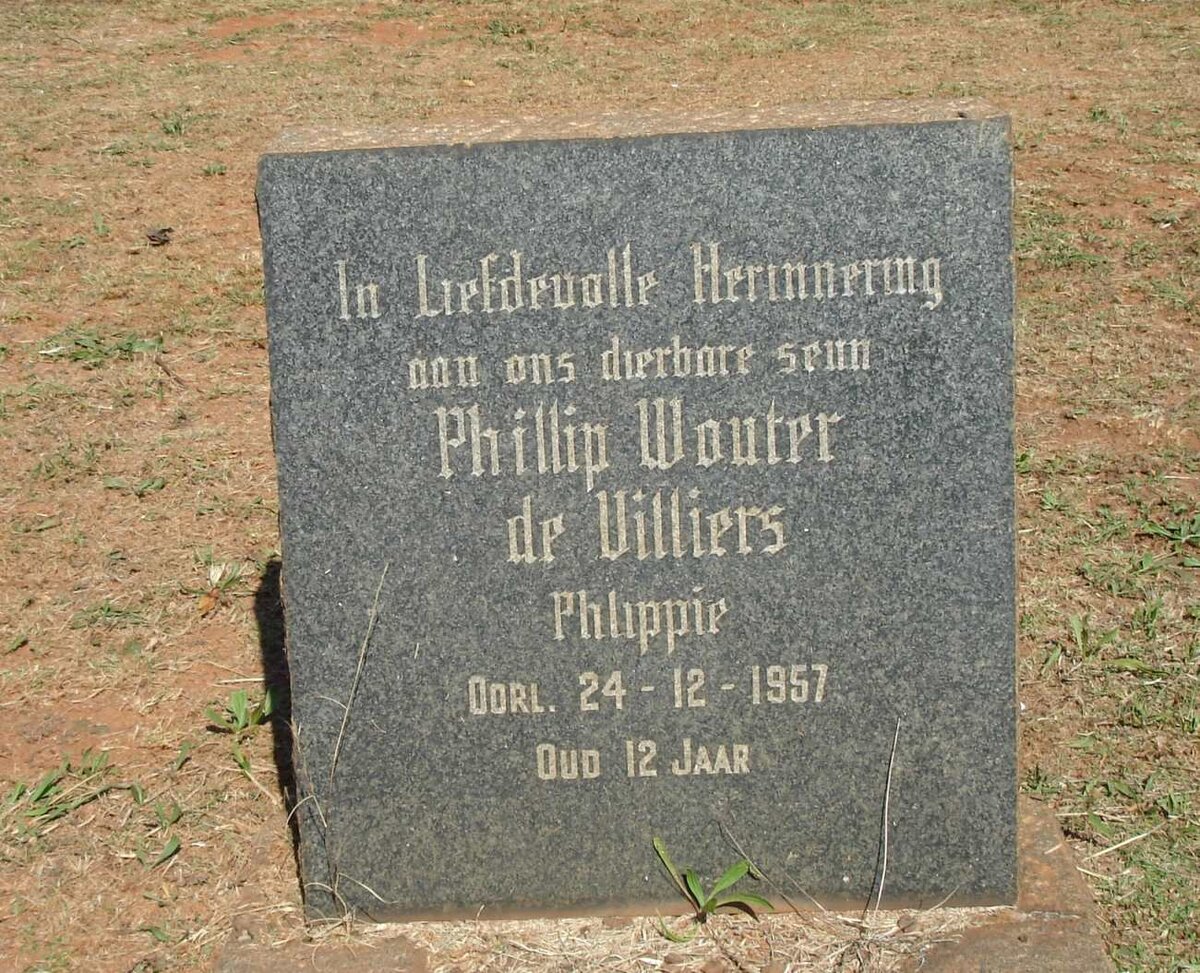 In Liefdevolle Herinnering
aan ons dierbare seun
Phillip Wouter
de Villiers
Phlippie
OORL. 24 - 12 - 1957
OUD 12 JAAR